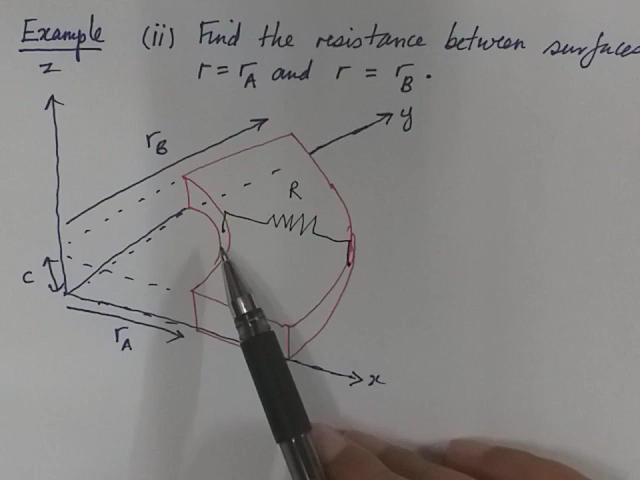 Example (ii) Find the resistance between surfaces
r = rA and r = rB.
z
rB
y
R
C
rA
x